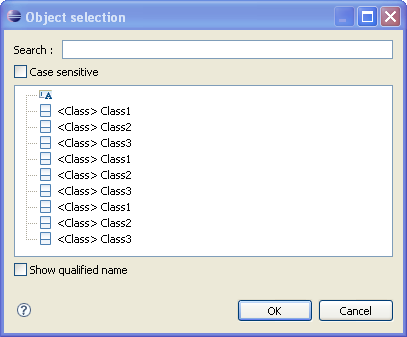 Object selection
Search :
Case sensitive
<Class> Class1
<Class> Class2
<Class> Class3
<Class> Class1
<Class> Class2
<Class> Class3
<Class> Class1
<Class> Class2
<Class> Class3
Show qualified name
? OK Cancel